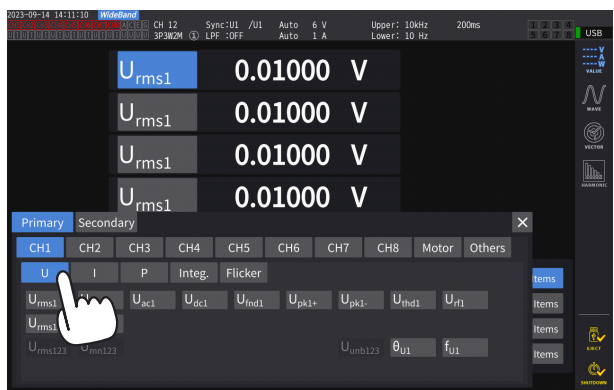 2023-09-14 14:11:10 WideBand
CH 12 Sync:U1 /U1 Auto 6 V Upper: 10kHz 200ms
3P3W2M ① LPF :OFF Auto 1 A Lower: 10 Hz
1 2 3 4
5 6 7 8
USB
V
A
W
VALUE
WAVE
VECTOR
HARMONIC
Urms1 0.01000 V
Urms1 0.01000 V
Urms1 0.01000 V
Urms1 0.01000 V
Primary Secondary ×
CH1 CH2 CH3 CH4 CH5 CH6 CH7 CH8 Motor Others
U I P Integ. Flicker
Urms1 Uac1 Udc1 Ufnd1 Upk1+ Upk1- Uthd1 Urf1
Urms1
Urms123 Umn123 Uunb123 θU1 fU1
Items
Items
Items
Items
EJECT
SHUTDOWN